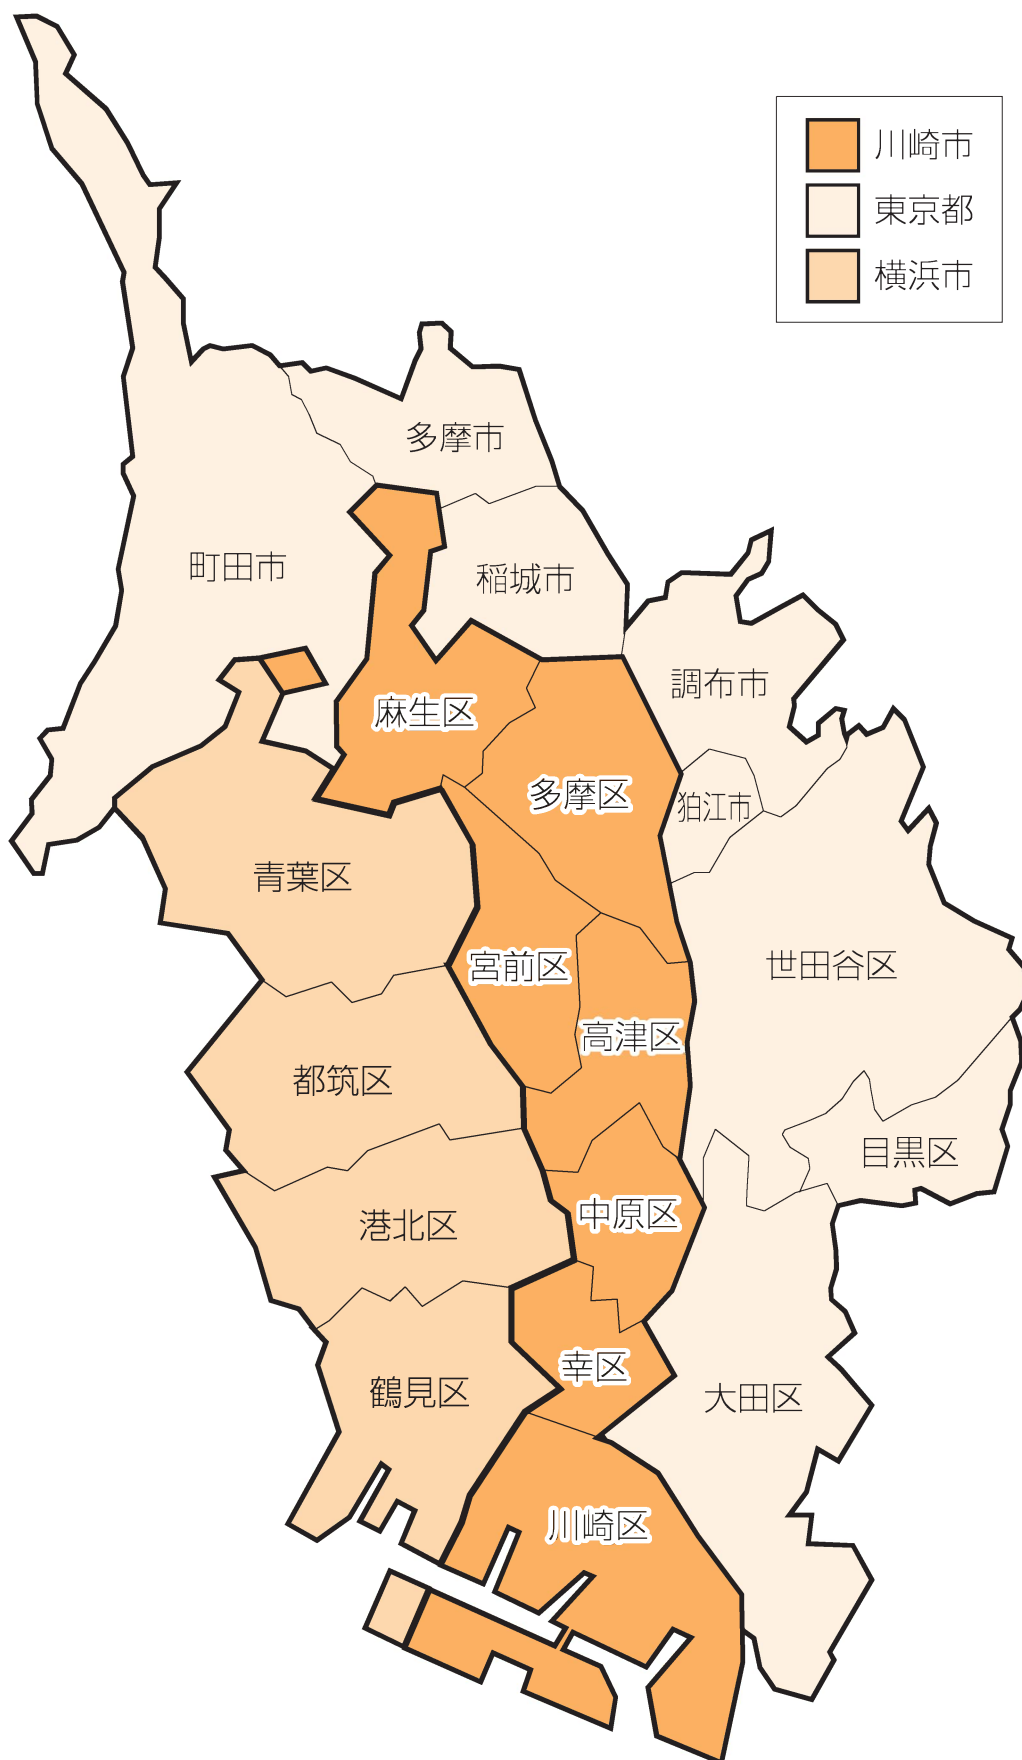 川崎市
東京都
横浜市
多摩市
町田市
稲城市
調布市
麻生区
多摩区
狛江市
青葉区
宮前区
世田谷区
高津区
都筑区
目黒区
中原区
港北区
幸区
鶴見区
大田区
川崎区